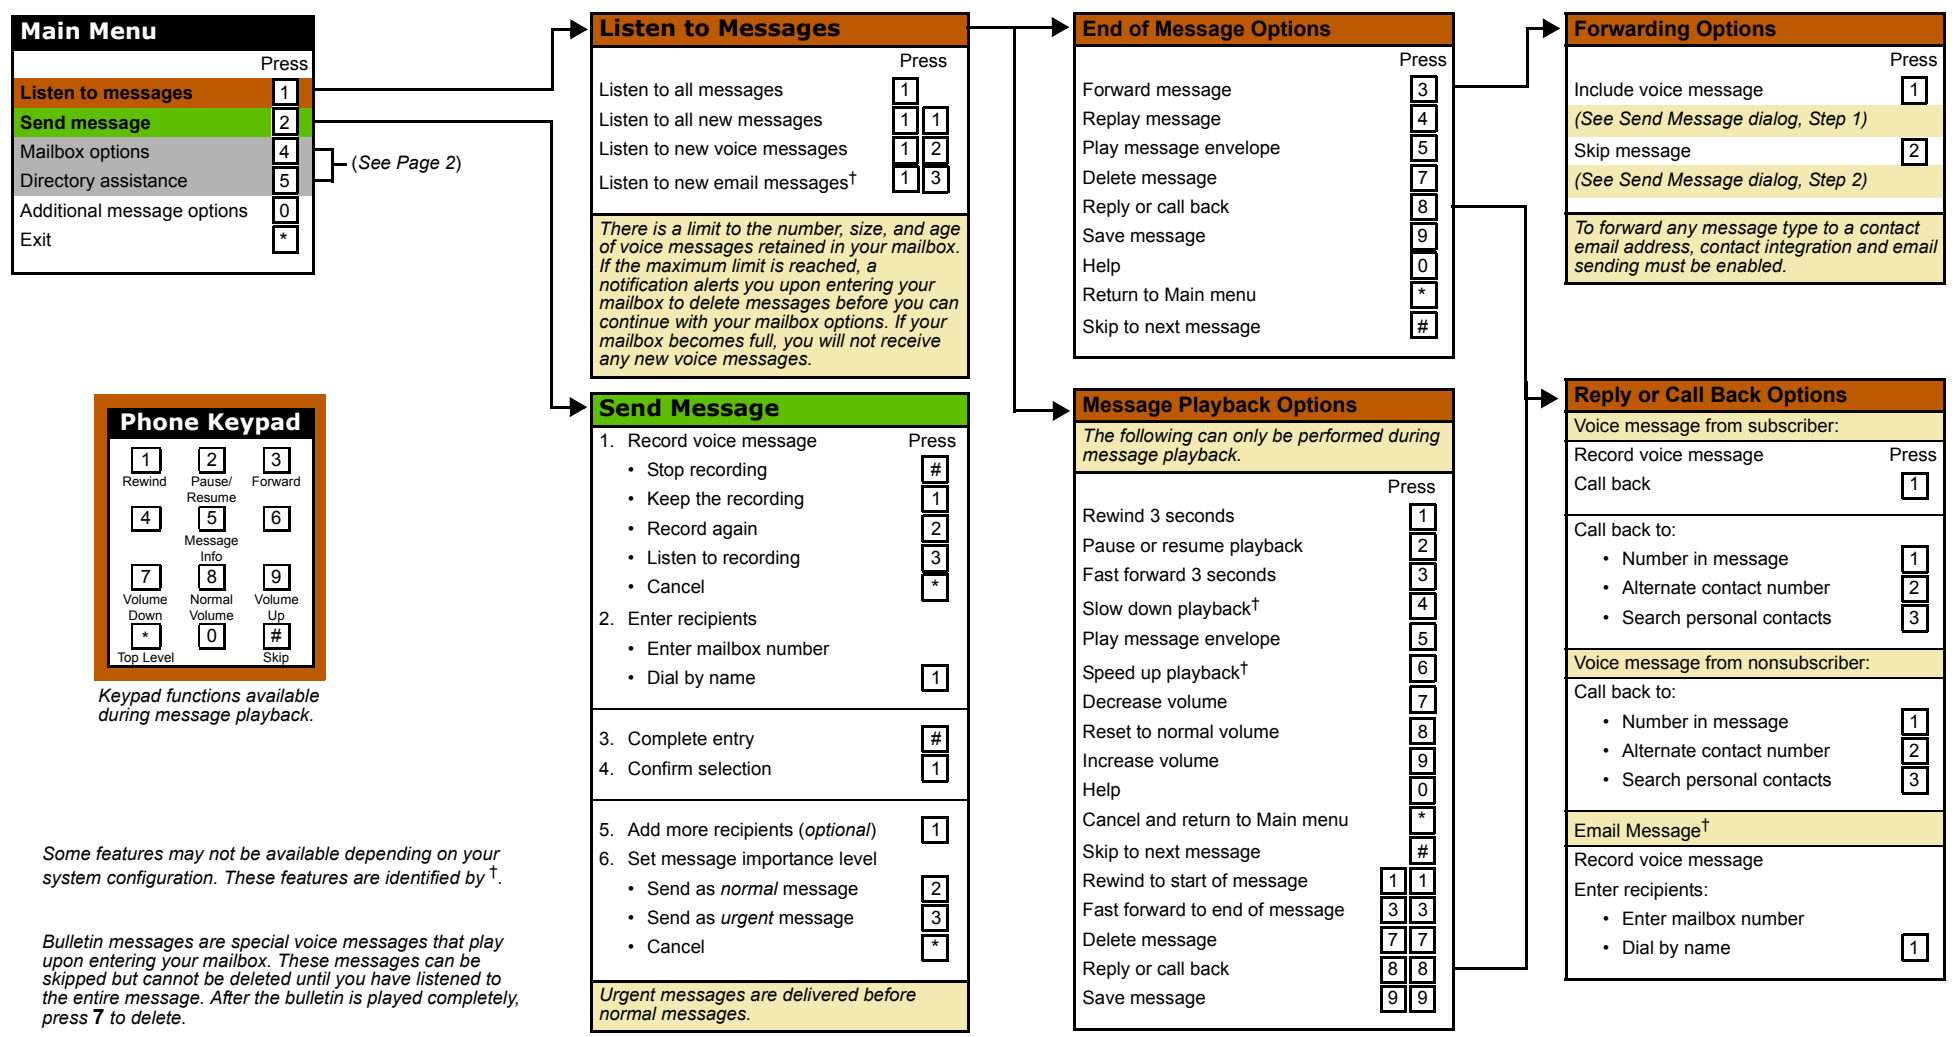 Main Menu
Press
Listen to messages 1
Send message 2
Mailbox options 4
Directory assistance 5
Additional message options 0
Exit *
(See Page 2)
Phone Keypad
1 2 3
Rewind Pause/ Forward
Resume
4 5 6
Message
Info
7 8 9
Volume Normal Volume
Down Volume Up
* 0 #
Top Level Skip
Keypad functions available
during message playback.
Some features may not be available depending on your
system configuration. These features are identified by †.
Bulletin messages are special voice messages that play
upon entering your mailbox. These messages can be
skipped but cannot be deleted until you have listened to
the entire message. After the bulletin is played completely,
press 7 to delete.
Listen to Messages
Press
Listen to all messages 1
Listen to all new messages 1 1
Listen to new voice messages 1 2
Listen to new email messages† 1 3
There is a limit to the number, size, and age
of voice messages retained in your mailbox.
If the maximum limit is reached, a
notification alerts you upon entering your
mailbox to delete messages before you can
continue with your mailbox options. If your
mailbox becomes full, you will not receive
any new voice messages.
Send Message
1. Record voice message Press
• Stop recording #
• Keep the recording 1
• Record again 2
• Listen to recording 3
• Cancel *
2. Enter recipients
• Enter mailbox number
• Dial by name 1
3. Complete entry #
4. Confirm selection 1
5. Add more recipients (optional) 1
6. Set message importance level
• Send as normal message 2
• Send as urgent message 3
• Cancel *
Urgent messages are delivered before
normal messages.
End of Message Options
Press
Forward message 3
Replay message 4
Play message envelope 5
Delete message 7
Reply or call back 8
Save message 9
Help 0
Return to Main menu *
Skip to next message #
Message Playback Options
The following can only be performed during
message playback.
Press
Rewind 3 seconds 1
Pause or resume playback 2
Fast forward 3 seconds 3
Slow down playback† 4
Play message envelope 5
Speed up playback† 6
Decrease volume 7
Reset to normal volume 8
Increase volume 9
Help 0
Cancel and return to Main menu *
Skip to next message #
Rewind to start of message 1 1
Fast forward to end of message 3 3
Delete message 7 7
Reply or call back 8 8
Save message 9 9
Forwarding Options
Press
Include voice message 1
(See Send Message dialog, Step 1)
Skip message 2
(See Send Message dialog, Step 2)
To forward any message type to a contact
email address, contact integration and email
sending must be enabled.
Reply or Call Back Options
Voice message from subscriber:
Record voice message Press
Call back 1
Call back to:
• Number in message 1
• Alternate contact number 2
• Search personal contacts 3
Voice message from nonsubscriber:
Call back to:
• Number in message 1
• Alternate contact number 2
• Search personal contacts 3
Email Message†
Record voice message
Enter recipients:
• Enter mailbox number
• Dial by name 1